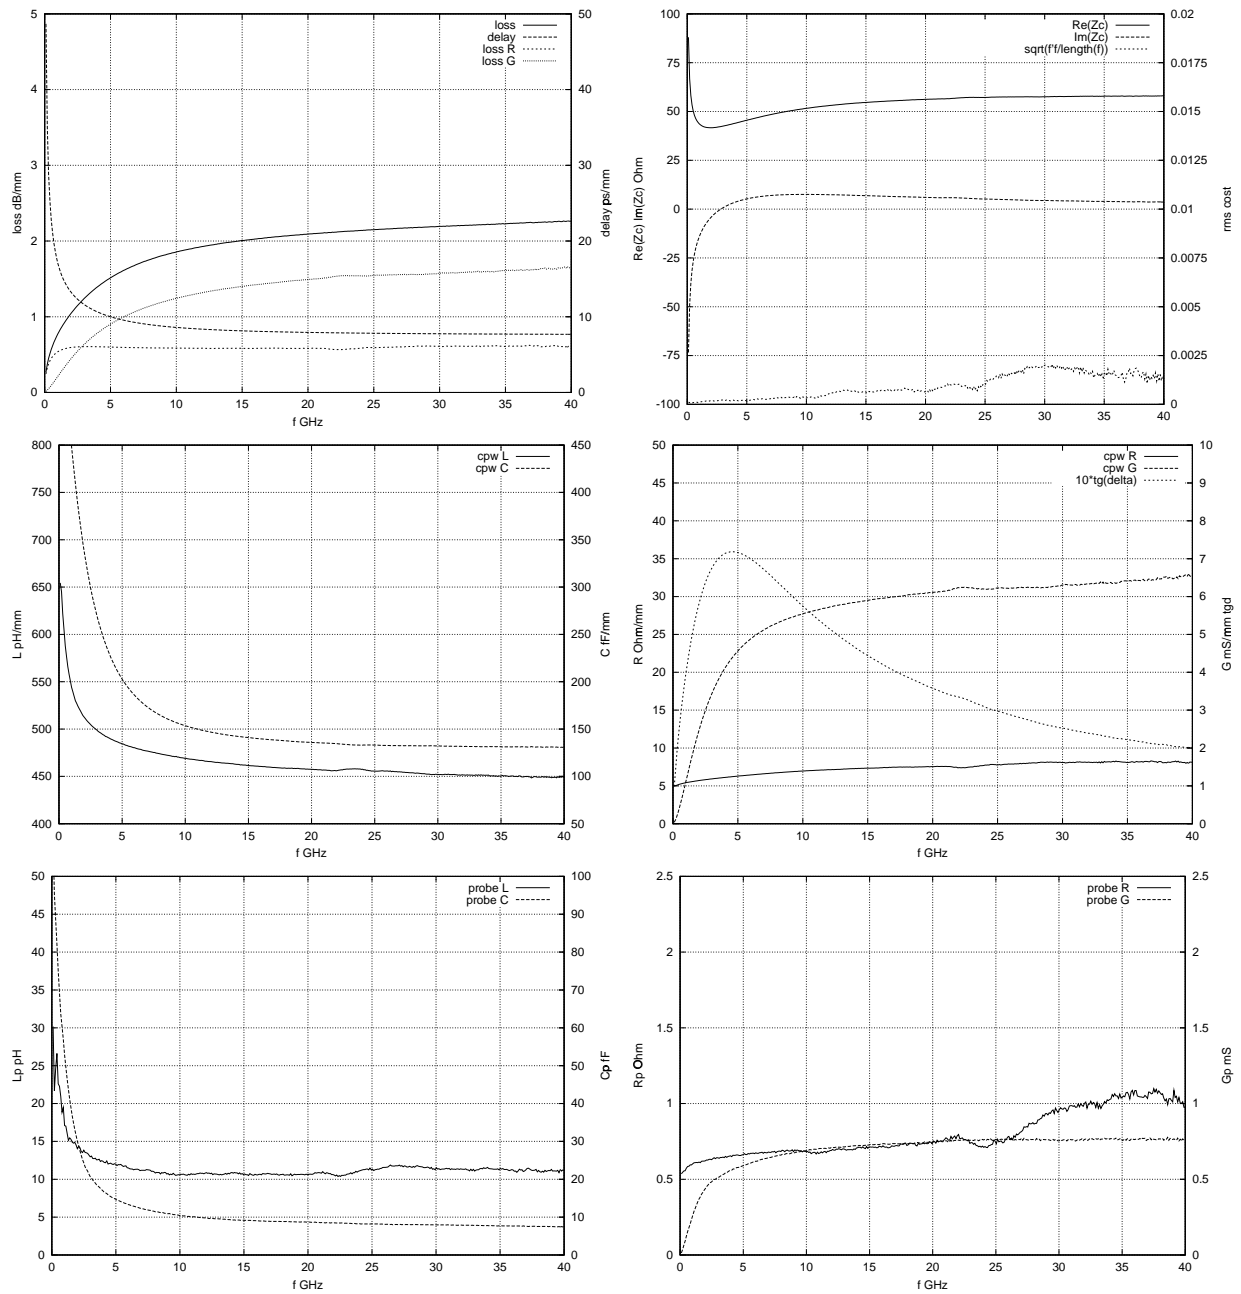 loss
delay
loss R
loss G
5
4
3
2
1
0
50
40
30
20
10
0
loss dB/mm
delay ps/mm
0 5 10 15 20 25 30 35 40
f GHz
Re(Zc)
Im(Zc)
sqrt(f'f/length(f))
100
75
50
25
0
-25
-50
-75
-100
0.02
0.0175
0.015
0.0125
0.01
0.0075
0.005
0.0025
0
Re(Zc) Im(Zc) Ohm
rms cost
0 5 10 15 20 25 30 35 40
f GHz
cpw L
cpw C
800
750
700
650
600
550
500
450
400
450
400
350
300
250
200
150
100
50
L pH/mm
C fF/mm
0 5 10 15 20 25 30 35 40
f GHz
cpw R
cpw G
10*tg(delta)
50
45
40
35
30
25
20
15
10
5
0
10
9
8
7
6
5
4
3
2
1
0
R Ohm/mm
G mS/mm tgd
0 5 10 15 20 25 30 35 40
f GHz
probe L
probe C
50
45
40
35
30
25
20
15
10
5
0
100
90
80
70
60
50
40
30
20
10
0
Lp pH
Cp fF
0 5 10 15 20 25 30 35 40
f GHz
probe R
probe G
2.5
2
1.5
1
0.5
0
2.5
2
1.5
1
0.5
0
Rp Ohm
Gp mS
0 5 10 15 20 25 30 35 40
f GHz